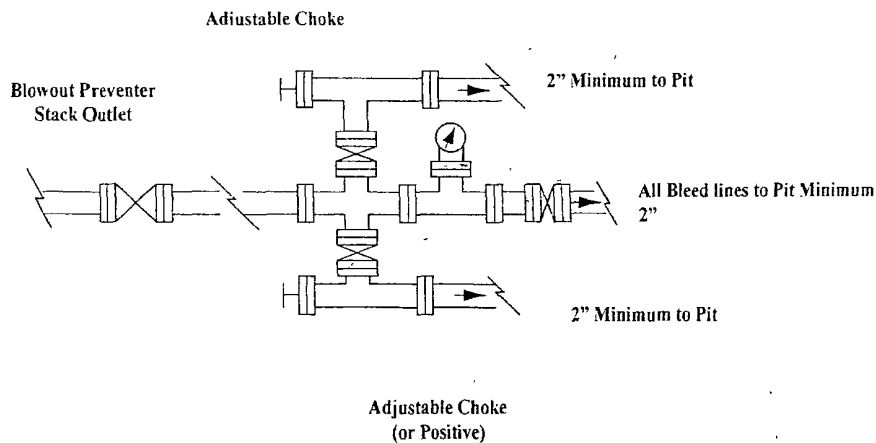 Adjustable Choke
2” Minimum to Pit
Blowout Preventer
Stack Outlet
All Bleed lines to Pit Minimum
2”
2” Minimum to Pit
Adjustable Choke
(or Positive)